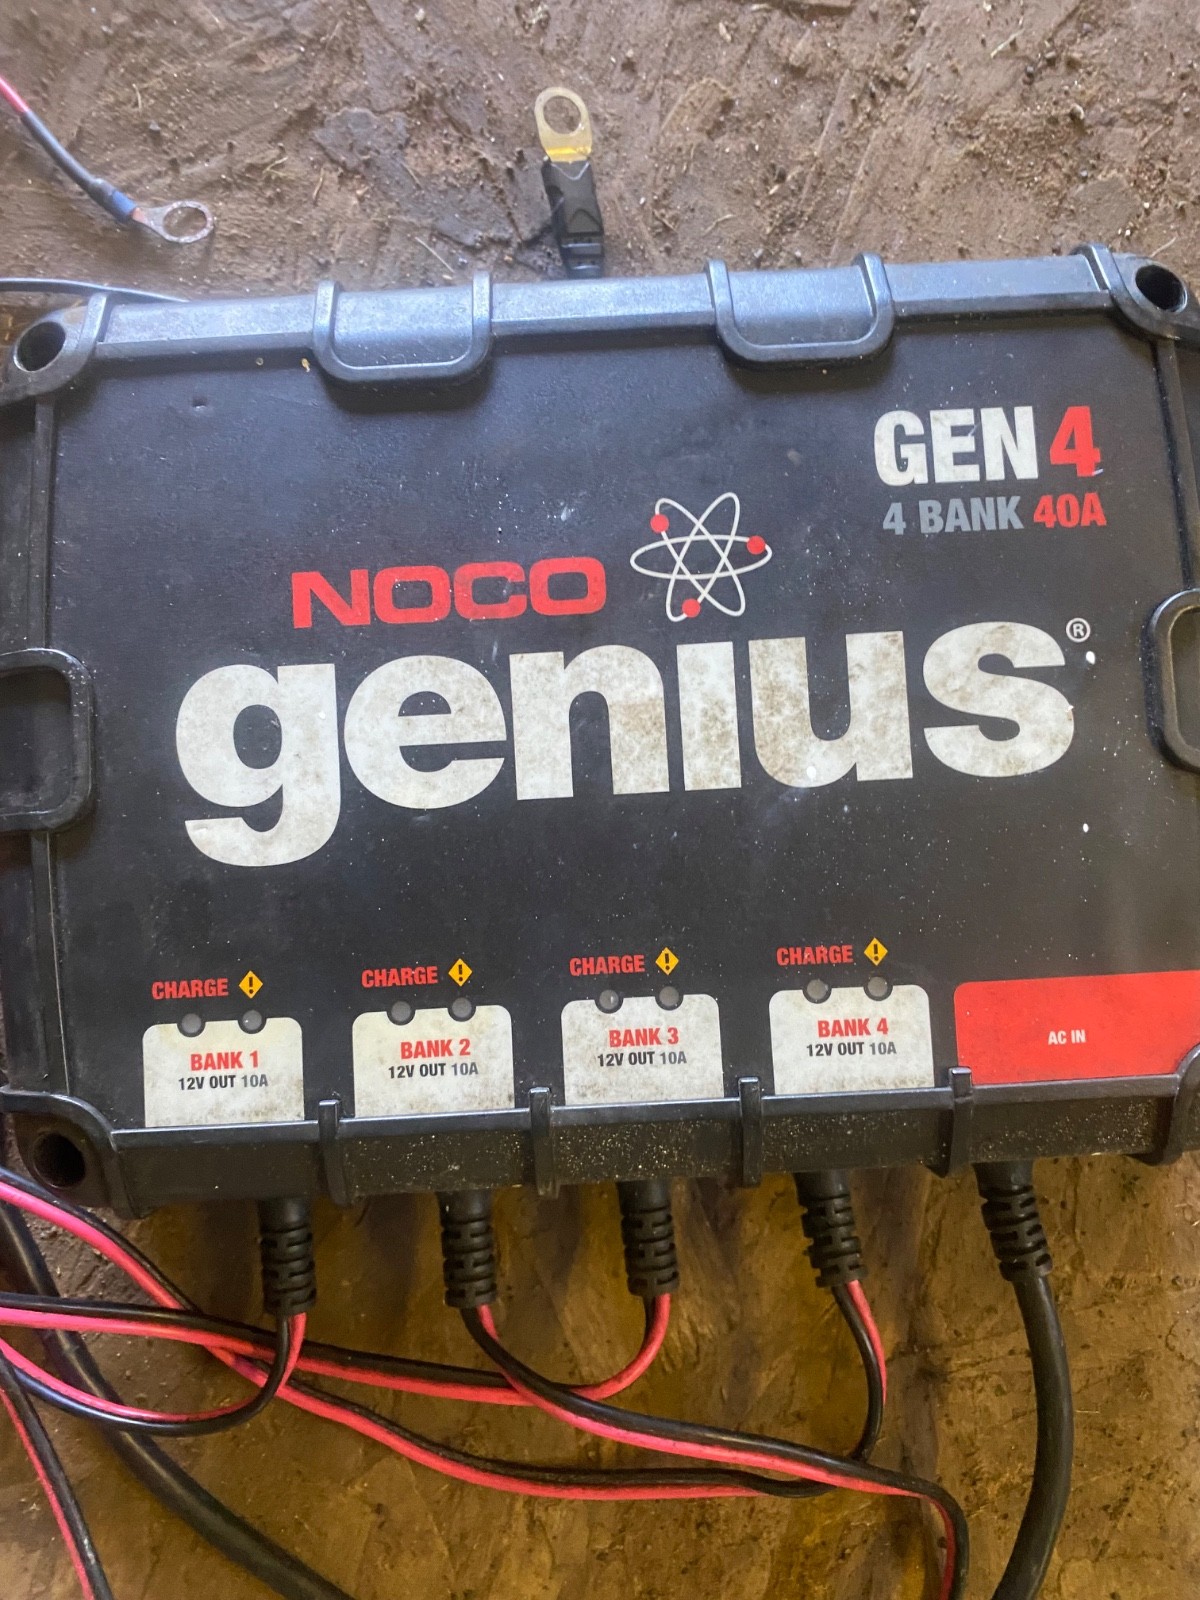 GEN 4
4 BANK 40A
NOCO
genius®
CHARGE !
BANK 1
12V OUT 10A
CHARGE !
BANK 2
12V OUT 10A
CHARGE !
BANK 3
12V OUT 10A
CHARGE !
BANK 4
12V OUT 10A
AC IN